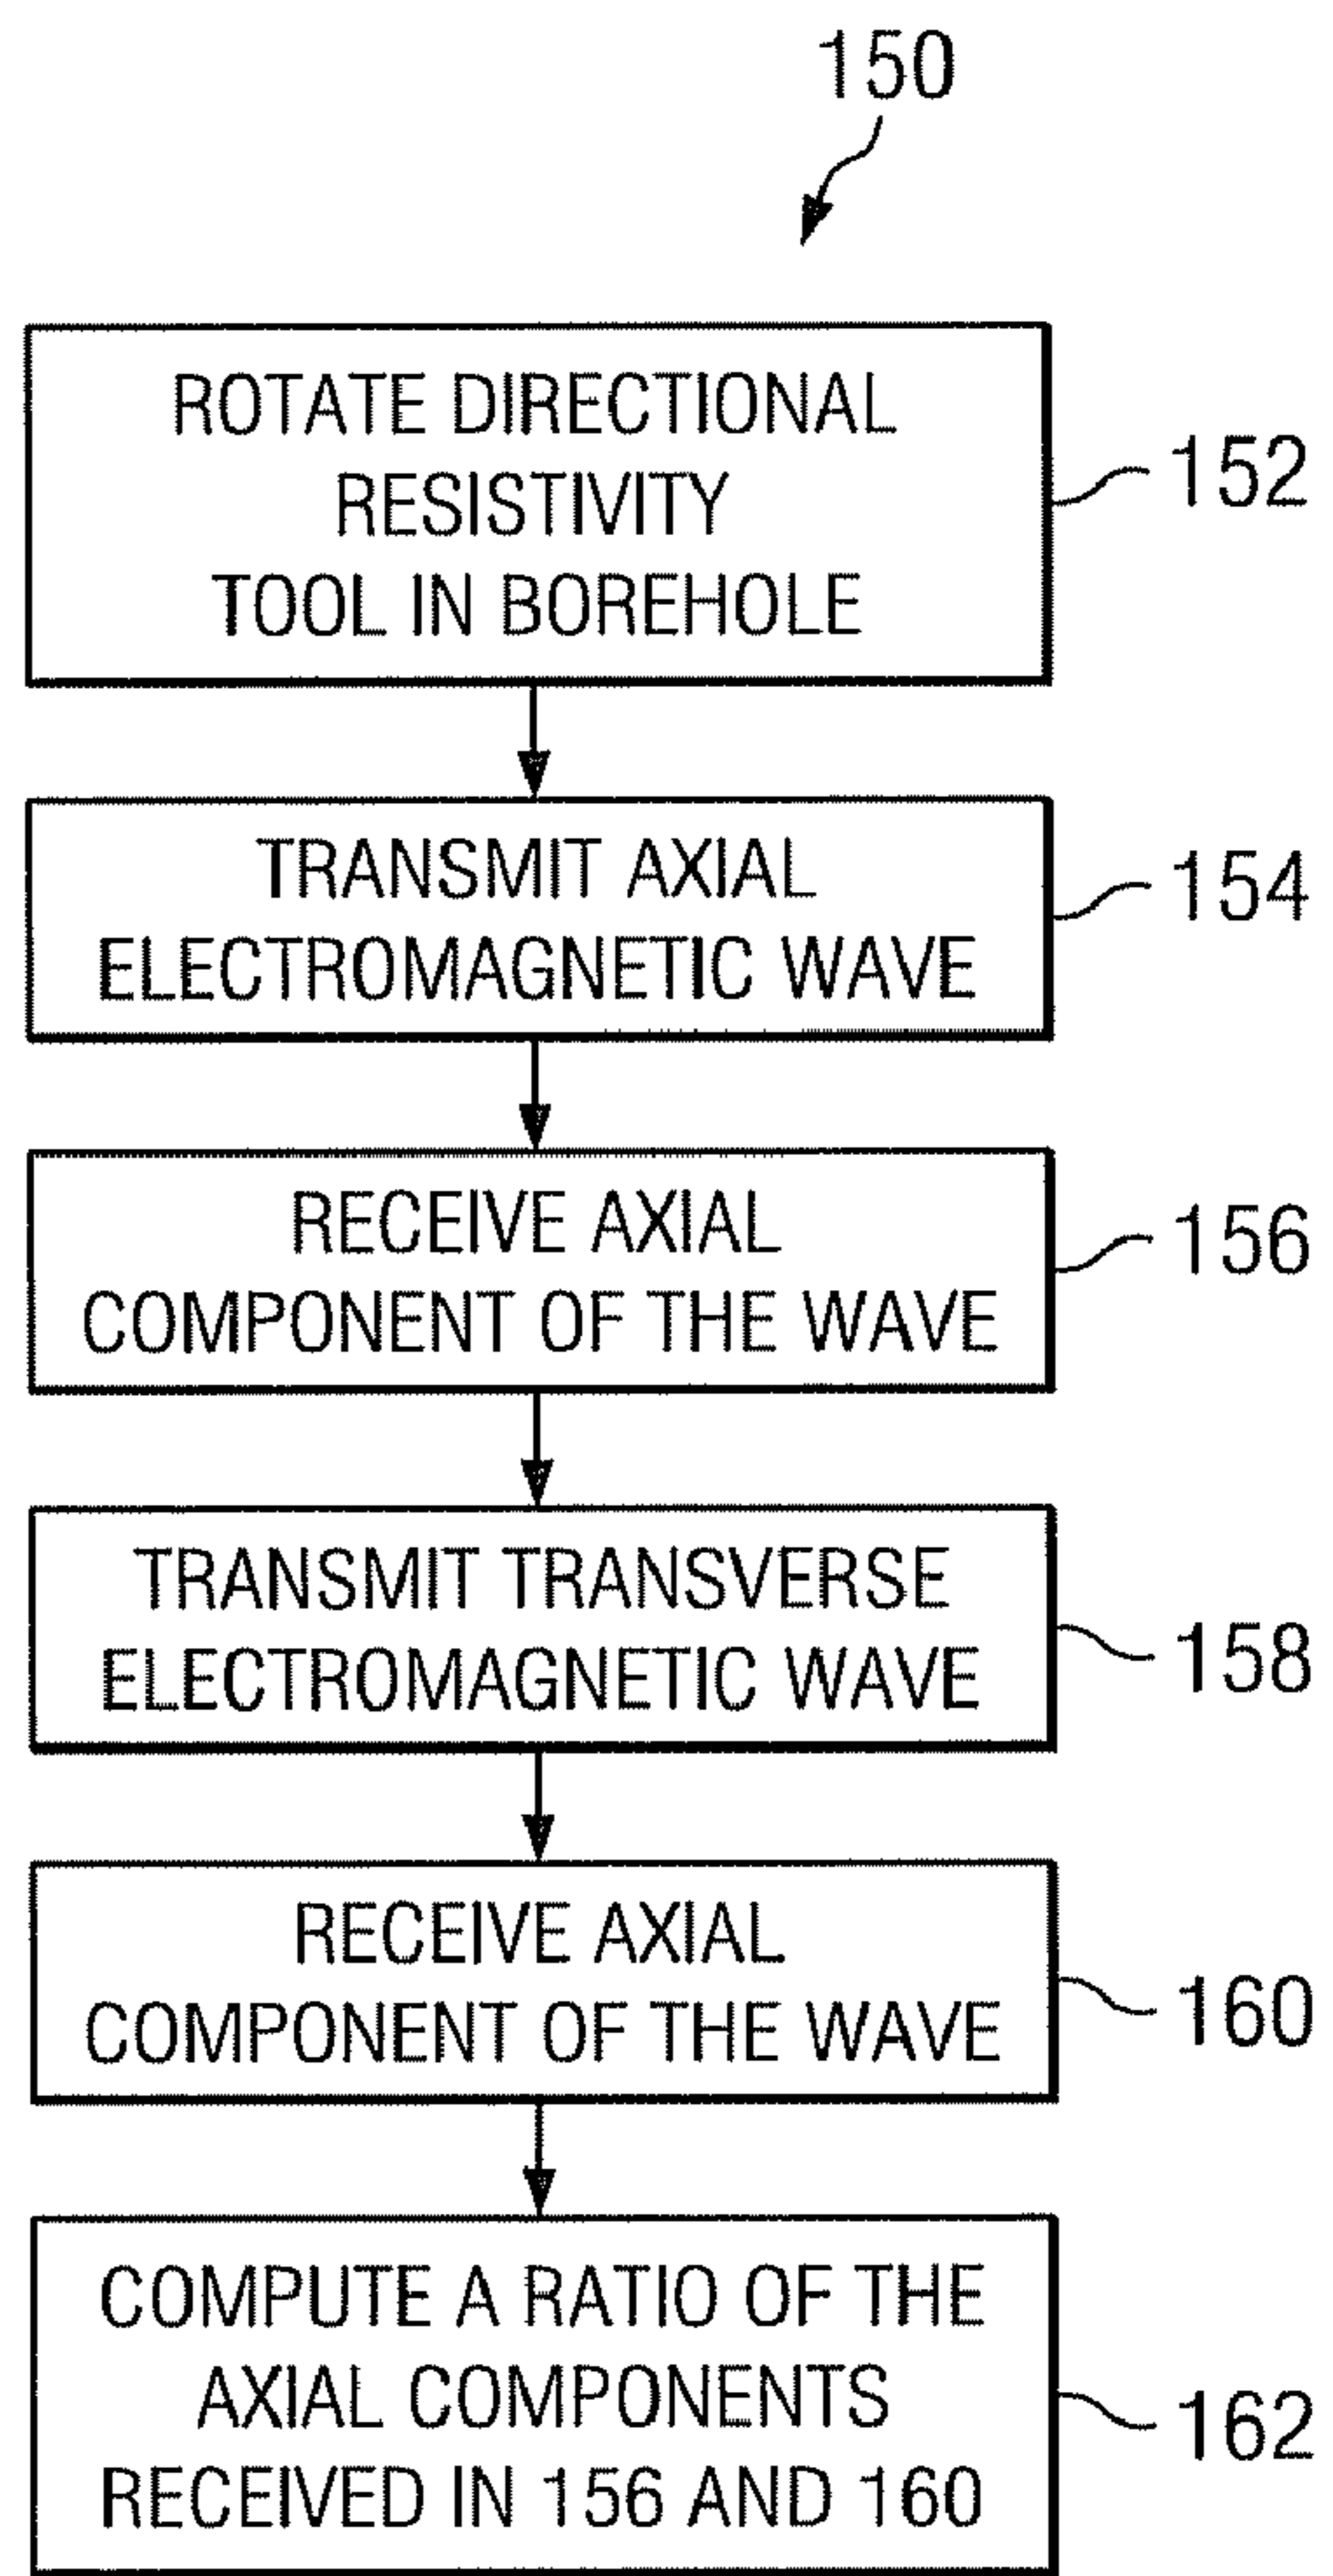 150
ROTATE DIRECTIONAL
RESISTIVITY
TOOL IN BOREHOLE
152
TRANSMIT AXIAL
ELECTROMAGNETIC WAVE
154
RECEIVE AXIAL
COMPONENT OF THE WAVE
156
TRANSMIT TRANSVERSE
ELECTROMAGNETIC WAVE
158
RECEIVE AXIAL
COMPONENT OF THE WAVE
160
COMPUTE A RATIO OF THE
AXIAL COMPONENTS
RECEIVED IN 156 AND 160
162